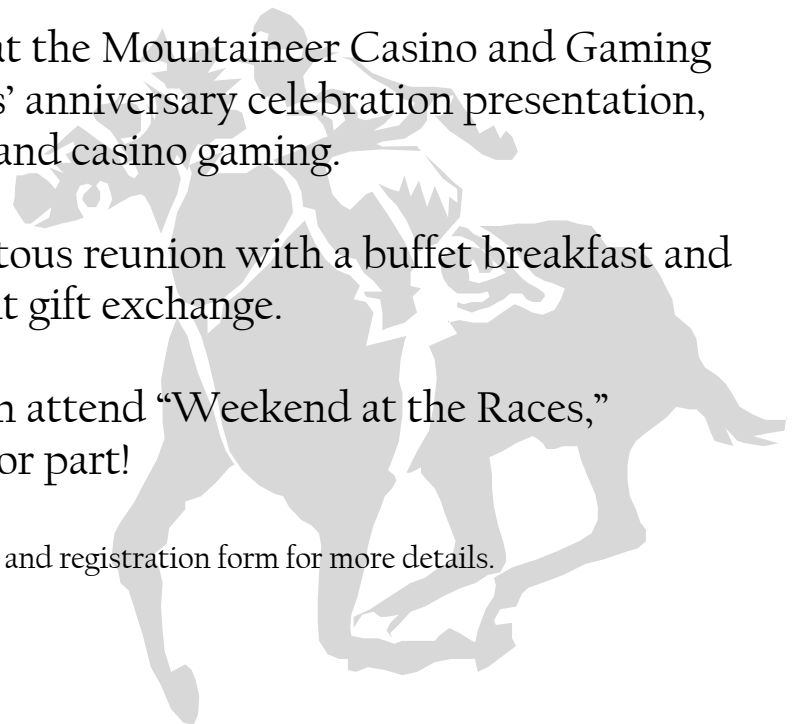 at the Mountaineer Casino and Gaming
s’ anniversary celebration presentation,
and casino gaming.
tous reunion with a buffet breakfast and
t gift exchange.
n attend “Weekend at the Races,”
or part!
and registration form for more details.